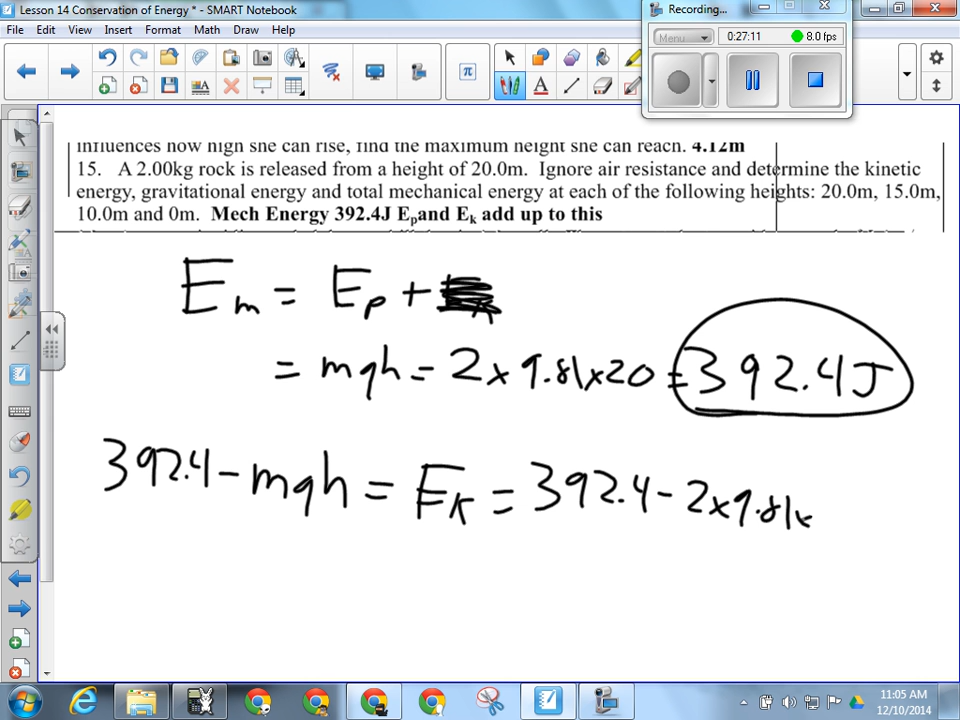 Lesson 14 Conservation of Energy * - SMART Notebook
Recording...
File Edit View Insert Format Math Draw Help
Menu
0:27:11
8.0 fps
π
A
influences how high she can rise, find the maximum height she can reach. 4.12m
15. A 2.00kg rock is released from a height of 20.0m. Ignore air resistance and determine the kinetic
energy, gravitational energy and total mechanical energy at each of the following heights: 20.0m, 15.0m,
10.0m and 0m. Mech Energy 392.4J Epand Ek add up to this
Em = Ep +
= mgh = 2 x 9.81x20 = 392.4J
392.4 - mgh = EK = 392.4 - 2x9.81x
11:05 AM
12/10/2014